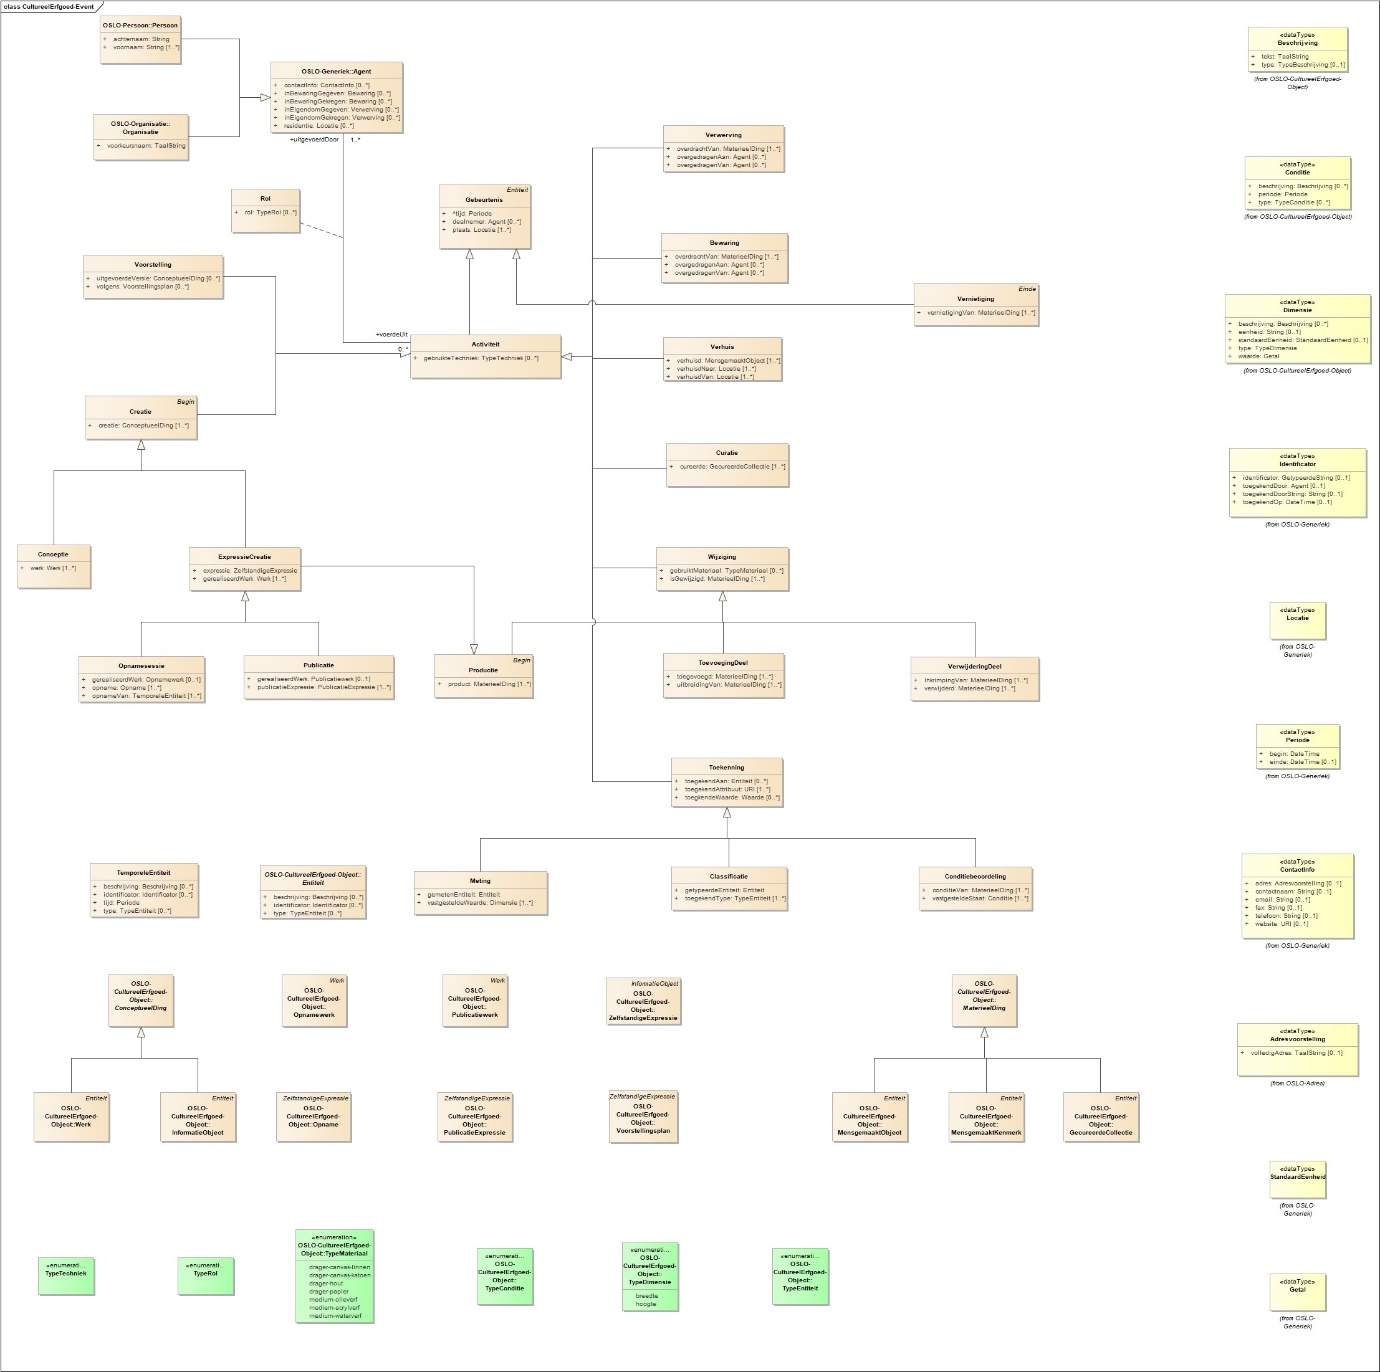 class CultureelErfgoed-Event
OSLO-Persoon::Persoon
+ achternaam: String
+ voornaam: String [1..*]
OSLO-Generiek::Agent
+ contactInfo: ContactInfo [0..*]
+ inBewaringGegeven: Bewaring [0..*]
+ inBewaringGekregen: Bewaring [0..*]
+ inEigendomGegeven: Verwerving [0..*]
+ inEigendomGekregen: Verwerving [0..*]
+ residentie: Locatie [0..*]
OSLO-Organisatie::
Organisatie
+ voorkeursnaam: TaalString
+uitgevoerdDoor 1..*
Rol
+ rol: TypeRol [0..*]
Entiteit
Gebeurtenis
+ ^tijd: Periode
+ deelnemer: Agent [0..*]
+ plaats: Locatie [1..*]
Verwerving
+ overdrachtVan: MaterieelDing [1..*]
+ overgedragenAan: Agent [0..*]
+ overgedragenVan: Agent [0..*]
Bewaring
+ overdrachtVan: MaterieelDing [1..*]
+ overgedragenAan: Agent [0..*]
+ overgedragenVan: Agent [0..*]
Voorstelling
+ uitgevoerdeVersie: ConceptueelDing [0..*]
+ volgens: Voorstellingsplan [0..*]
Einde
Vernietiging
+ vernietigingVan: MaterieelDing [1..*]
+voerdeUit
0..*
Activiteit
+ gebruikteTechniek: TypeTechniek [0..*]
Verhuis
+ verhuisd: MensgemaaktObject [1..*]
+ verhuisdNaar: Locatie [1..*]
+ verhuisdVan: Locatie [1..*]
Begin
Creatie
+ creatie: ConceptueelDing [1..*]
Curatie
+ cureerde: GecureerdeCollectie [1..*]
Conceptie
+ werk: Werk [1..*]
ExpressieCreatie
+ expressie: ZelfstandigeExpressie
+ gerealiseerdWerk: Werk [1..*]
Wijziging
+ gebruiktMateriaal: TypeMateriaal [0..*]
+ isGewijzigd: MaterieelDing [1..*]
Opnamesessie
+ gerealiseerdWerk: Opnamewerk [0..1]
+ opname: Opname [1..*]
+ opnameVan: TemporeleEntiteit [1..*]
Publicatie
+ gerealiseerdWerk: Publicatiewerk [0..1]
+ publicatieExpressie: PublicatieExpressie [1..*]
Begin
Productie
+ product: MaterieelDing [1..*]
ToevoegingDeel
+ toegevoegd: MaterieelDing [1..*]
+ uitbreidingVan: MaterieelDing [1..*]
VerwijderingDeel
+ inkrimpingVan: MaterieelDing [1..*]
+ verwijderd: MaterieelDing [1..*]
Toekenning
+ toegekendAan: Entiteit [0..*]
+ toegekendAttribuut: URI [1..*]
+ toegkendeWaarde: Waarde [0..*]
TemporeleEntiteit
+ beschrijving: Beschrijving [0..*]
+ identificator: Identificator [0..*]
+ tijd: Periode
+ type: TypeEntiteit [0..*]
OSLO-CultureelErfgoed-Object::
Entiteit
+ beschrijving: Beschrijving [0..*]
+ identificator: Identificator [0..*]
+ type: TypeEntiteit [0..*]
Meting
+ gemetenEntiteit: Entiteit
+ vastgesteldeWaarde: Dimensie [1..*]
Classificatie
+ getypeerdeEntiteit: Entiteit
+ toegekendType: TypeEntiteit [1..*]
Conditiebeoordeling
+ conditieVan: MaterieelDing [1..*]
+ vastgesteldeStaat: Conditie [1..*]
OSLO-
CultureelErfgoed-
Object::
ConceptueelDing
Werk
OSLO-
CultureelErfgoed-
Object::
Opnamewerk
Werk
OSLO-
CultureelErfgoed-
Object::
Publicatiewerk
InformatieObject
OSLO-
CultureelErfgoed-
Object::
ZelfstandigeExpressie
OSLO-
CultureelErfgoed-
Object::
MaterieelDing
Entiteit
OSLO-
CultureelErfgoed-
Object::Werk
Entiteit
OSLO-
CultureelErfgoed-
Object::
InformatieObject
ZelfstandigeExpressie
OSLO-
CultureelErfgoed-
Object::Opname
ZelfstandigeExpressie
OSLO-
CultureelErfgoed-
Object::
PublicatieExpressie
ZelfstandigeExpressie
OSLO-
CultureelErfgoed-
Object::
Voorstellingsplan
Entiteit
OSLO-
CultureelErfgoed-
Object::
MensgemaaktObject
Entiteit
OSLO-
CultureelErfgoed-
Object::
MensgemaaktKenmerk
Entiteit
OSLO-
CultureelErfgoed-
Object::
GecureerdeCollectie
«enumerati...
TypeTechniek
«enumerati...
TypeRol
«enumeration»
OSLO-CultureelErfgoed-
Object::TypeMateriaal
drager-canvas-linnen
drager-canvas-katoen
drager-hout
drager-papier
medium-olieverf
medium-acrylverf
medium-waterverf
«enumerati...
OSLO-
CultureelErfgoed-
Object::
TypeConditie
«enumerati...
OSLO-
CultureelErfgoed-
Object::
TypeDimensie
breedte
hoogte
«enumerati...
OSLO-
CultureelErfgoed-
Object::
TypeEntiteit
«dataType»
Beschrijving
+ tekst: TaalString
+ type: TypeBeschrijving [0..1]
(from OSLO-CultureelErfgoed-
Object)
«dataType»
Conditie
+ beschrijving: Beschrijving [0..*]
+ periode: Periode
+ type: TypeConditie [0..*]
(from OSLO-CultureelErfgoed-Object)
«dataType»
Dimensie
+ beschrijving: Beschrijving [0..*]
+ eenheid: String [0..1]
+ standaardEenheid: StandaardEenheid [0..1]
+ type: TypeDimensie
+ waarde: Getal
(from OSLO-CultureelErfgoed-Object)
«dataType»
Identificator
+ identificator: GetypeerdeString [0..1]
+ toegekendDoor: Agent [0..1]
+ toegekendDoorString: String [0..1]
+ toegekendOp: DateTime [0..1]
(from OSLO-Generiek)
«dataType»
Locatie
(from OSLO-
Generiek)
«dataType»
Periode
+ begin: DateTime
+ einde: DateTime [0..1]
(from OSLO-Generiek)
«dataType»
ContactInfo
+ adres: Adresvoorstelling [0..1]
+ contactnaam: String [0..1]
+ email: String [0..1]
+ fax: String [0..1]
+ telefoon: String [0..1]
+ website: URI [0..1]
(from OSLO-Generiek)
«dataType»
Adresvoorstelling
+ volledigAdres: TaalString [0..1]
(from OSLO-Adres)
«dataType»
StandaardEenheid
(from OSLO-
Generiek)
«dataType»
Getal
(from OSLO-
Generiek)